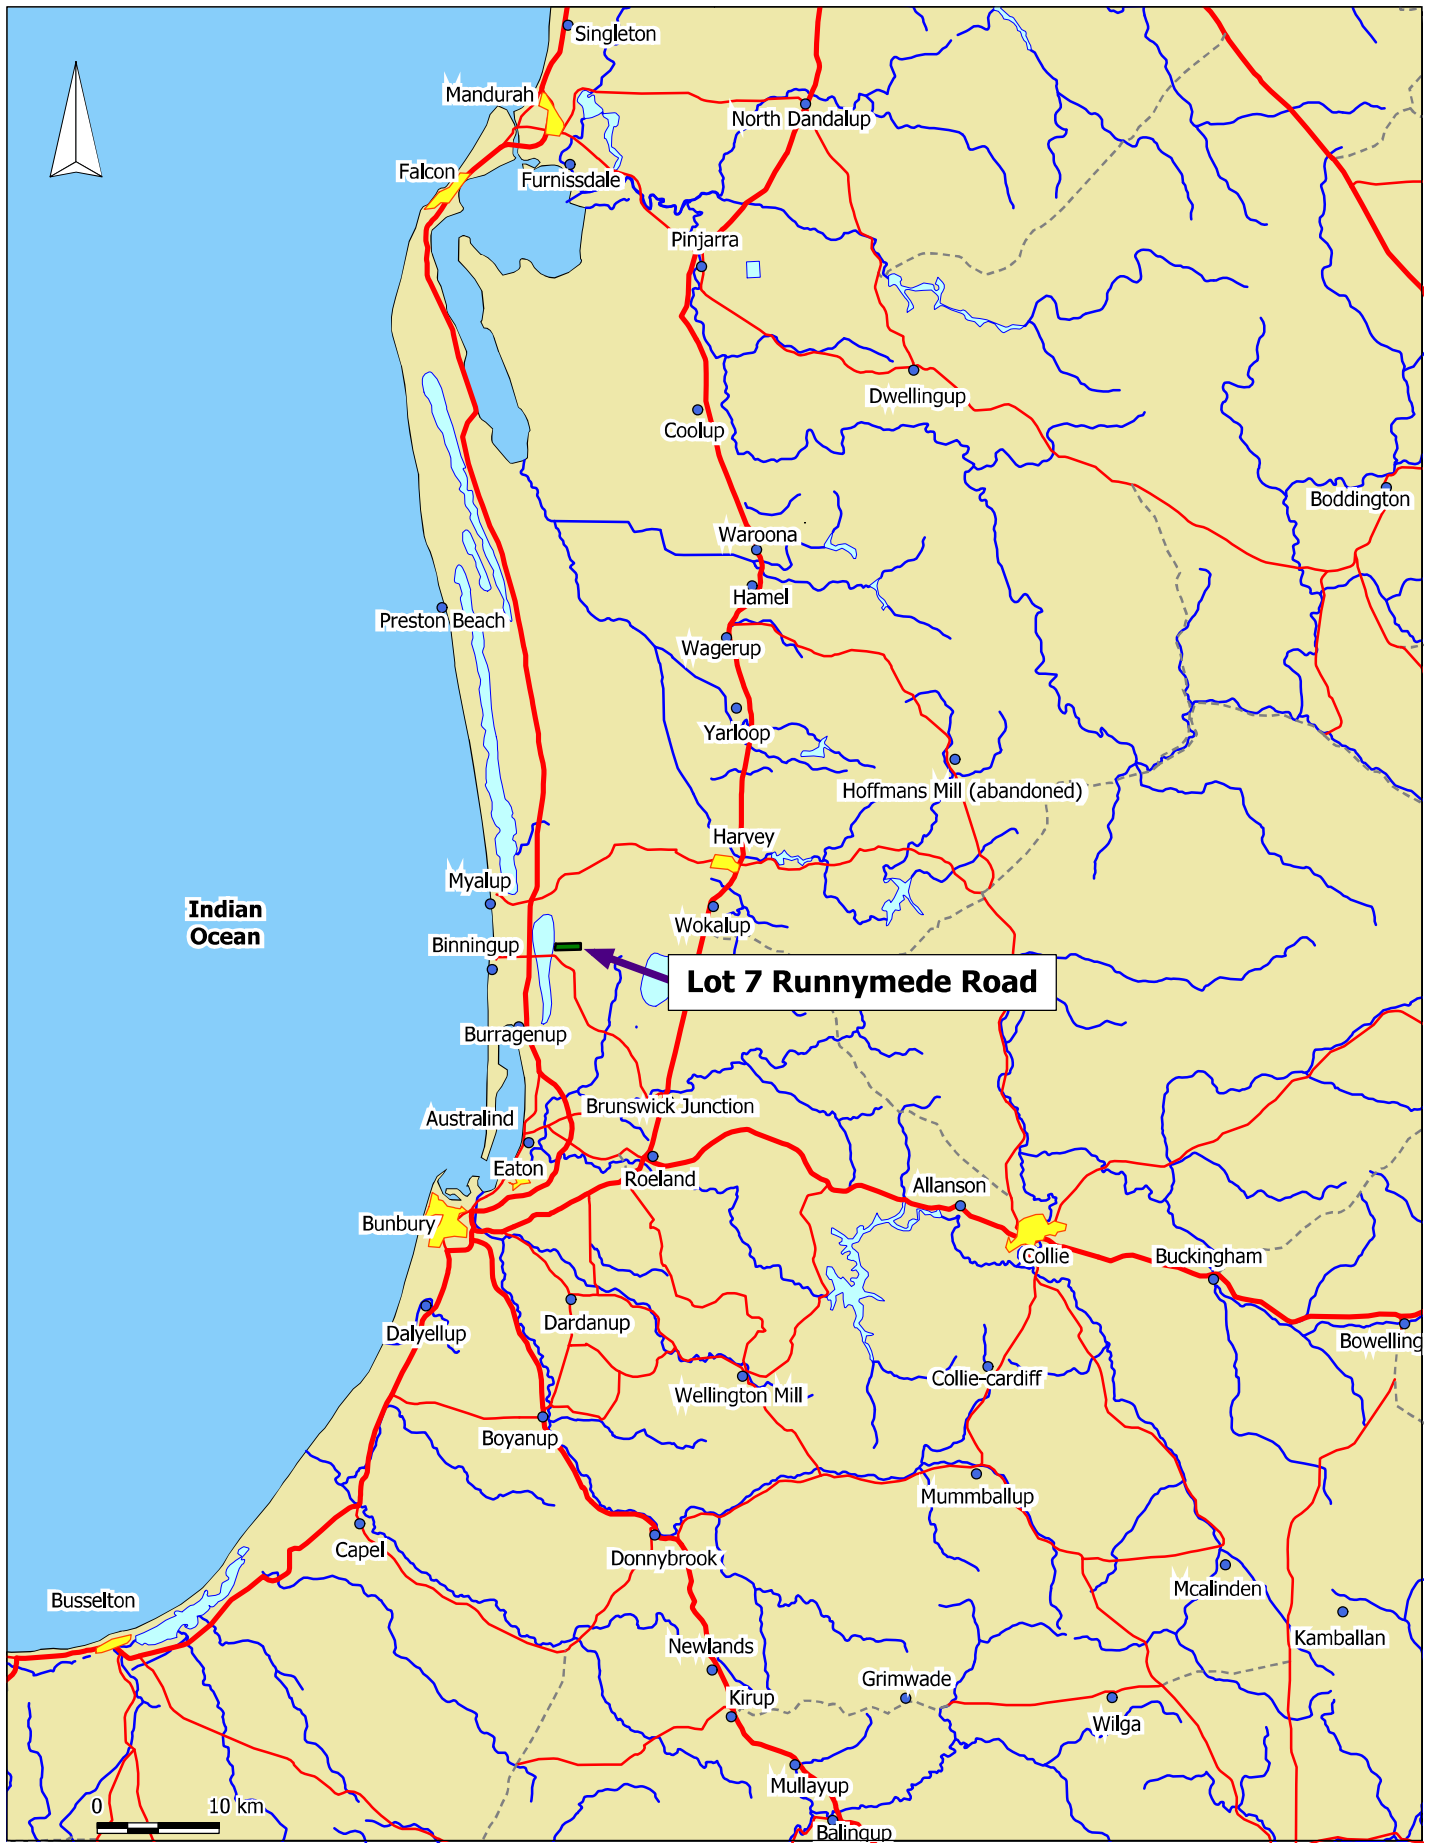 Singleton
Mandurah
North Dandalup
Falcon
Furnissdale
Pinjarra
Dwellingup
Coolup
Boddington
Waroona
Hamel
Preston Beach
Wagerup
Yarloop
Hoffmans Mill (abandoned)
Harvey
Myalup
Indian
Ocean
Wokalup
Binningup
Lot 7 Runnymede Road
Burragenup
Brunswick Junction
Australind
Eaton
Roeland
Allanson
Bunbury
Collie
Buckingham
Dardanup
Dalyellup
Bowelling
Collie-cardiff
Wellington Mill
Boyanup
Mummballup
Capel
Donnybrook
Mcalinden
Busselton
Kamballan
Newlands
Grimwade
Kirup
Wilga
Mullayup
0 10 km
Balingup